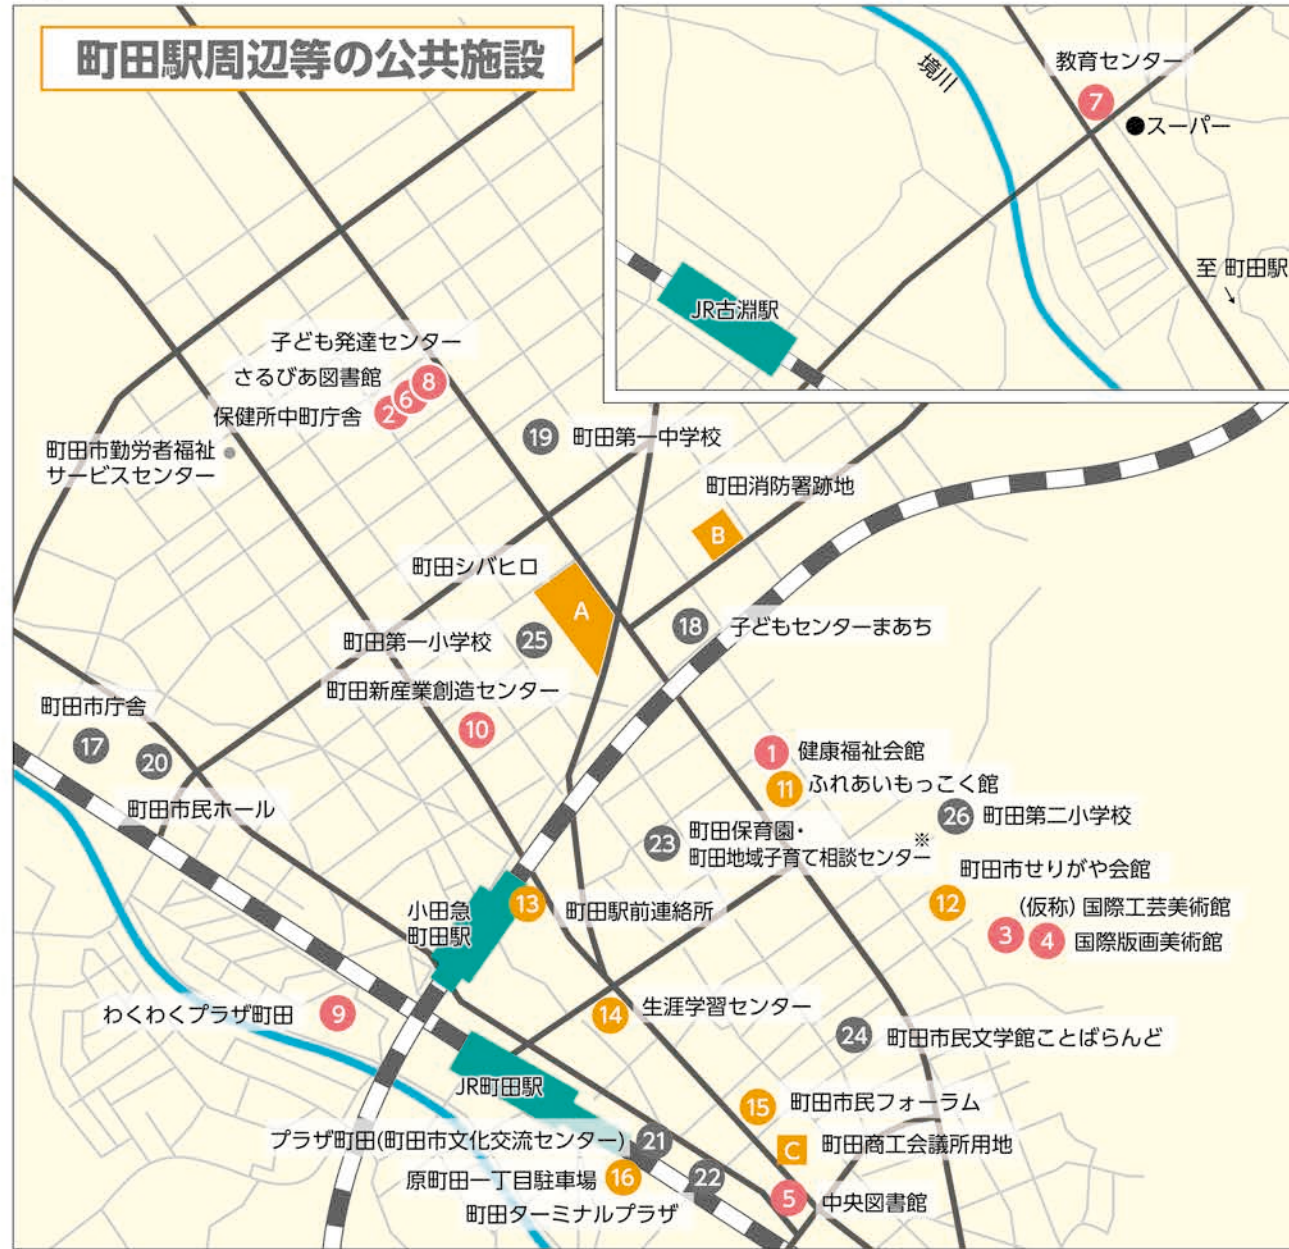 町田駅周辺等の公共施設
境川
教育センター
7
スーパー
至 町田駅
JR古淵駅
子ども発達センター
8
さるびあ図書館
6
保健所中町庁舎
2
町田市勤労者福祉
サービスセンター
19
町田第一中学校
町田消防署跡地
B
町田シバヒロ
A
町田第一小学校
25
18
子どもセンターまあち
町田新産業創造センター
10
町田市庁舎
17
20
町田市民ホール
1
健康福祉会館
11
ふれあいもっこく館
26
町田第二小学校
23
町田保育園・
町田地域子育て相談センター※
町田市せりがや会館
12
(仮称)国際工芸美術館
3
4
国際版画美術館
小田急
町田駅
13
町田駅前連絡所
わくわくプラザ町田
9
14
生涯学習センター
24
町田市民文学館ことばらんど
JR町田駅
15
町田市民フォーラム
プラザ町田(町田市文化交流センター)
21
C
町田商工会議所用地
原町田一丁目駐車場
16
22
町田ターミナルプラザ
5
中央図書館